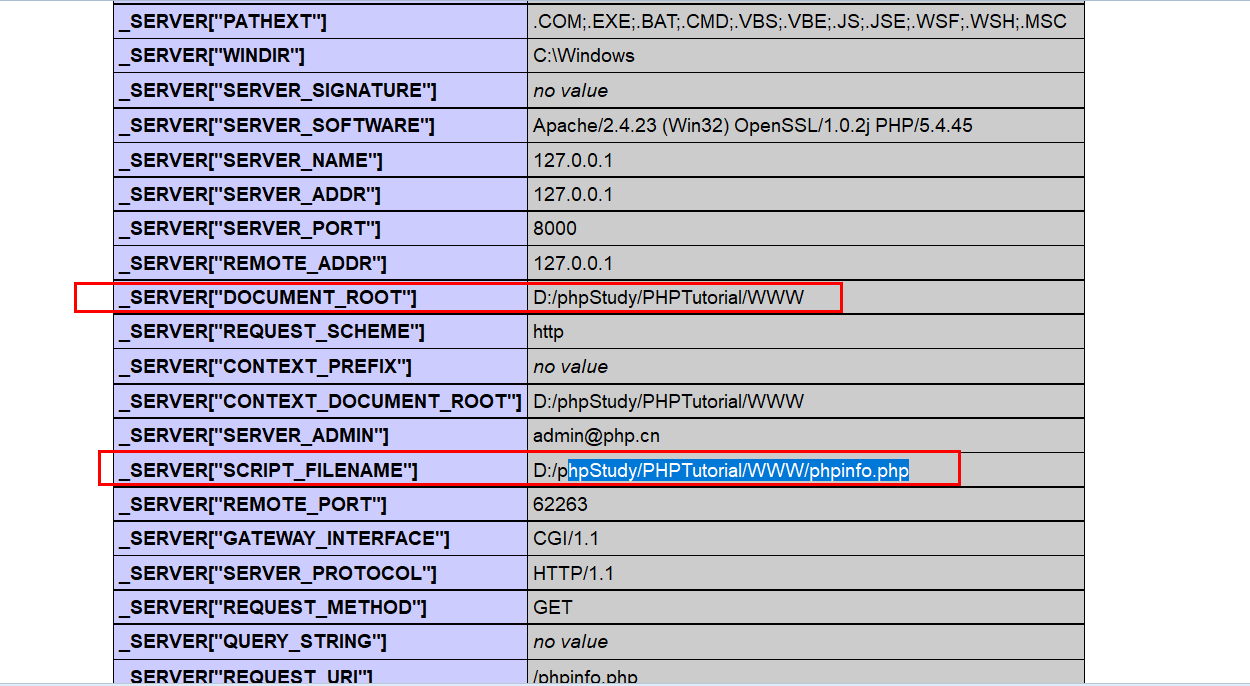 _SERVER["PATHEXT"] .COM;.EXE;.BAT;.CMD;.VBS;.VBE;.JS;.JSE;.WSF;.WSH;.MSC
_SERVER["WINDIR"] C:\Windows
_SERVER["SERVER_SIGNATURE"] no value
_SERVER["SERVER_SOFTWARE"] Apache/2.4.23 (Win32) OpenSSL/1.0.2j PHP/5.4.45
_SERVER["SERVER_NAME"] 127.0.0.1
_SERVER["SERVER_ADDR"] 127.0.0.1
_SERVER["SERVER_PORT"] 8000
_SERVER["REMOTE_ADDR"] 127.0.0.1
_SERVER["DOCUMENT_ROOT"] D:/phpStudy/PHPTutorial/WWW
_SERVER["REQUEST_SCHEME"] http
_SERVER["CONTEXT_PREFIX"] no value
_SERVER["CONTEXT_DOCUMENT_ROOT"] D:/phpStudy/PHPTutorial/WWW
_SERVER["SERVER_ADMIN"] admin@php.cn
_SERVER["SCRIPT_FILENAME"] D:/phpStudy/PHPTutorial/WWW/phpinfo.php
_SERVER["REMOTE_PORT"] 62263
_SERVER["GATEWAY_INTERFACE"] CGI/1.1
_SERVER["SERVER_PROTOCOL"] HTTP/1.1
_SERVER["REQUEST_METHOD"] GET
_SERVER["QUERY_STRING"] no value
_SERVER["REQUEST_URI"] /phpinfo.php